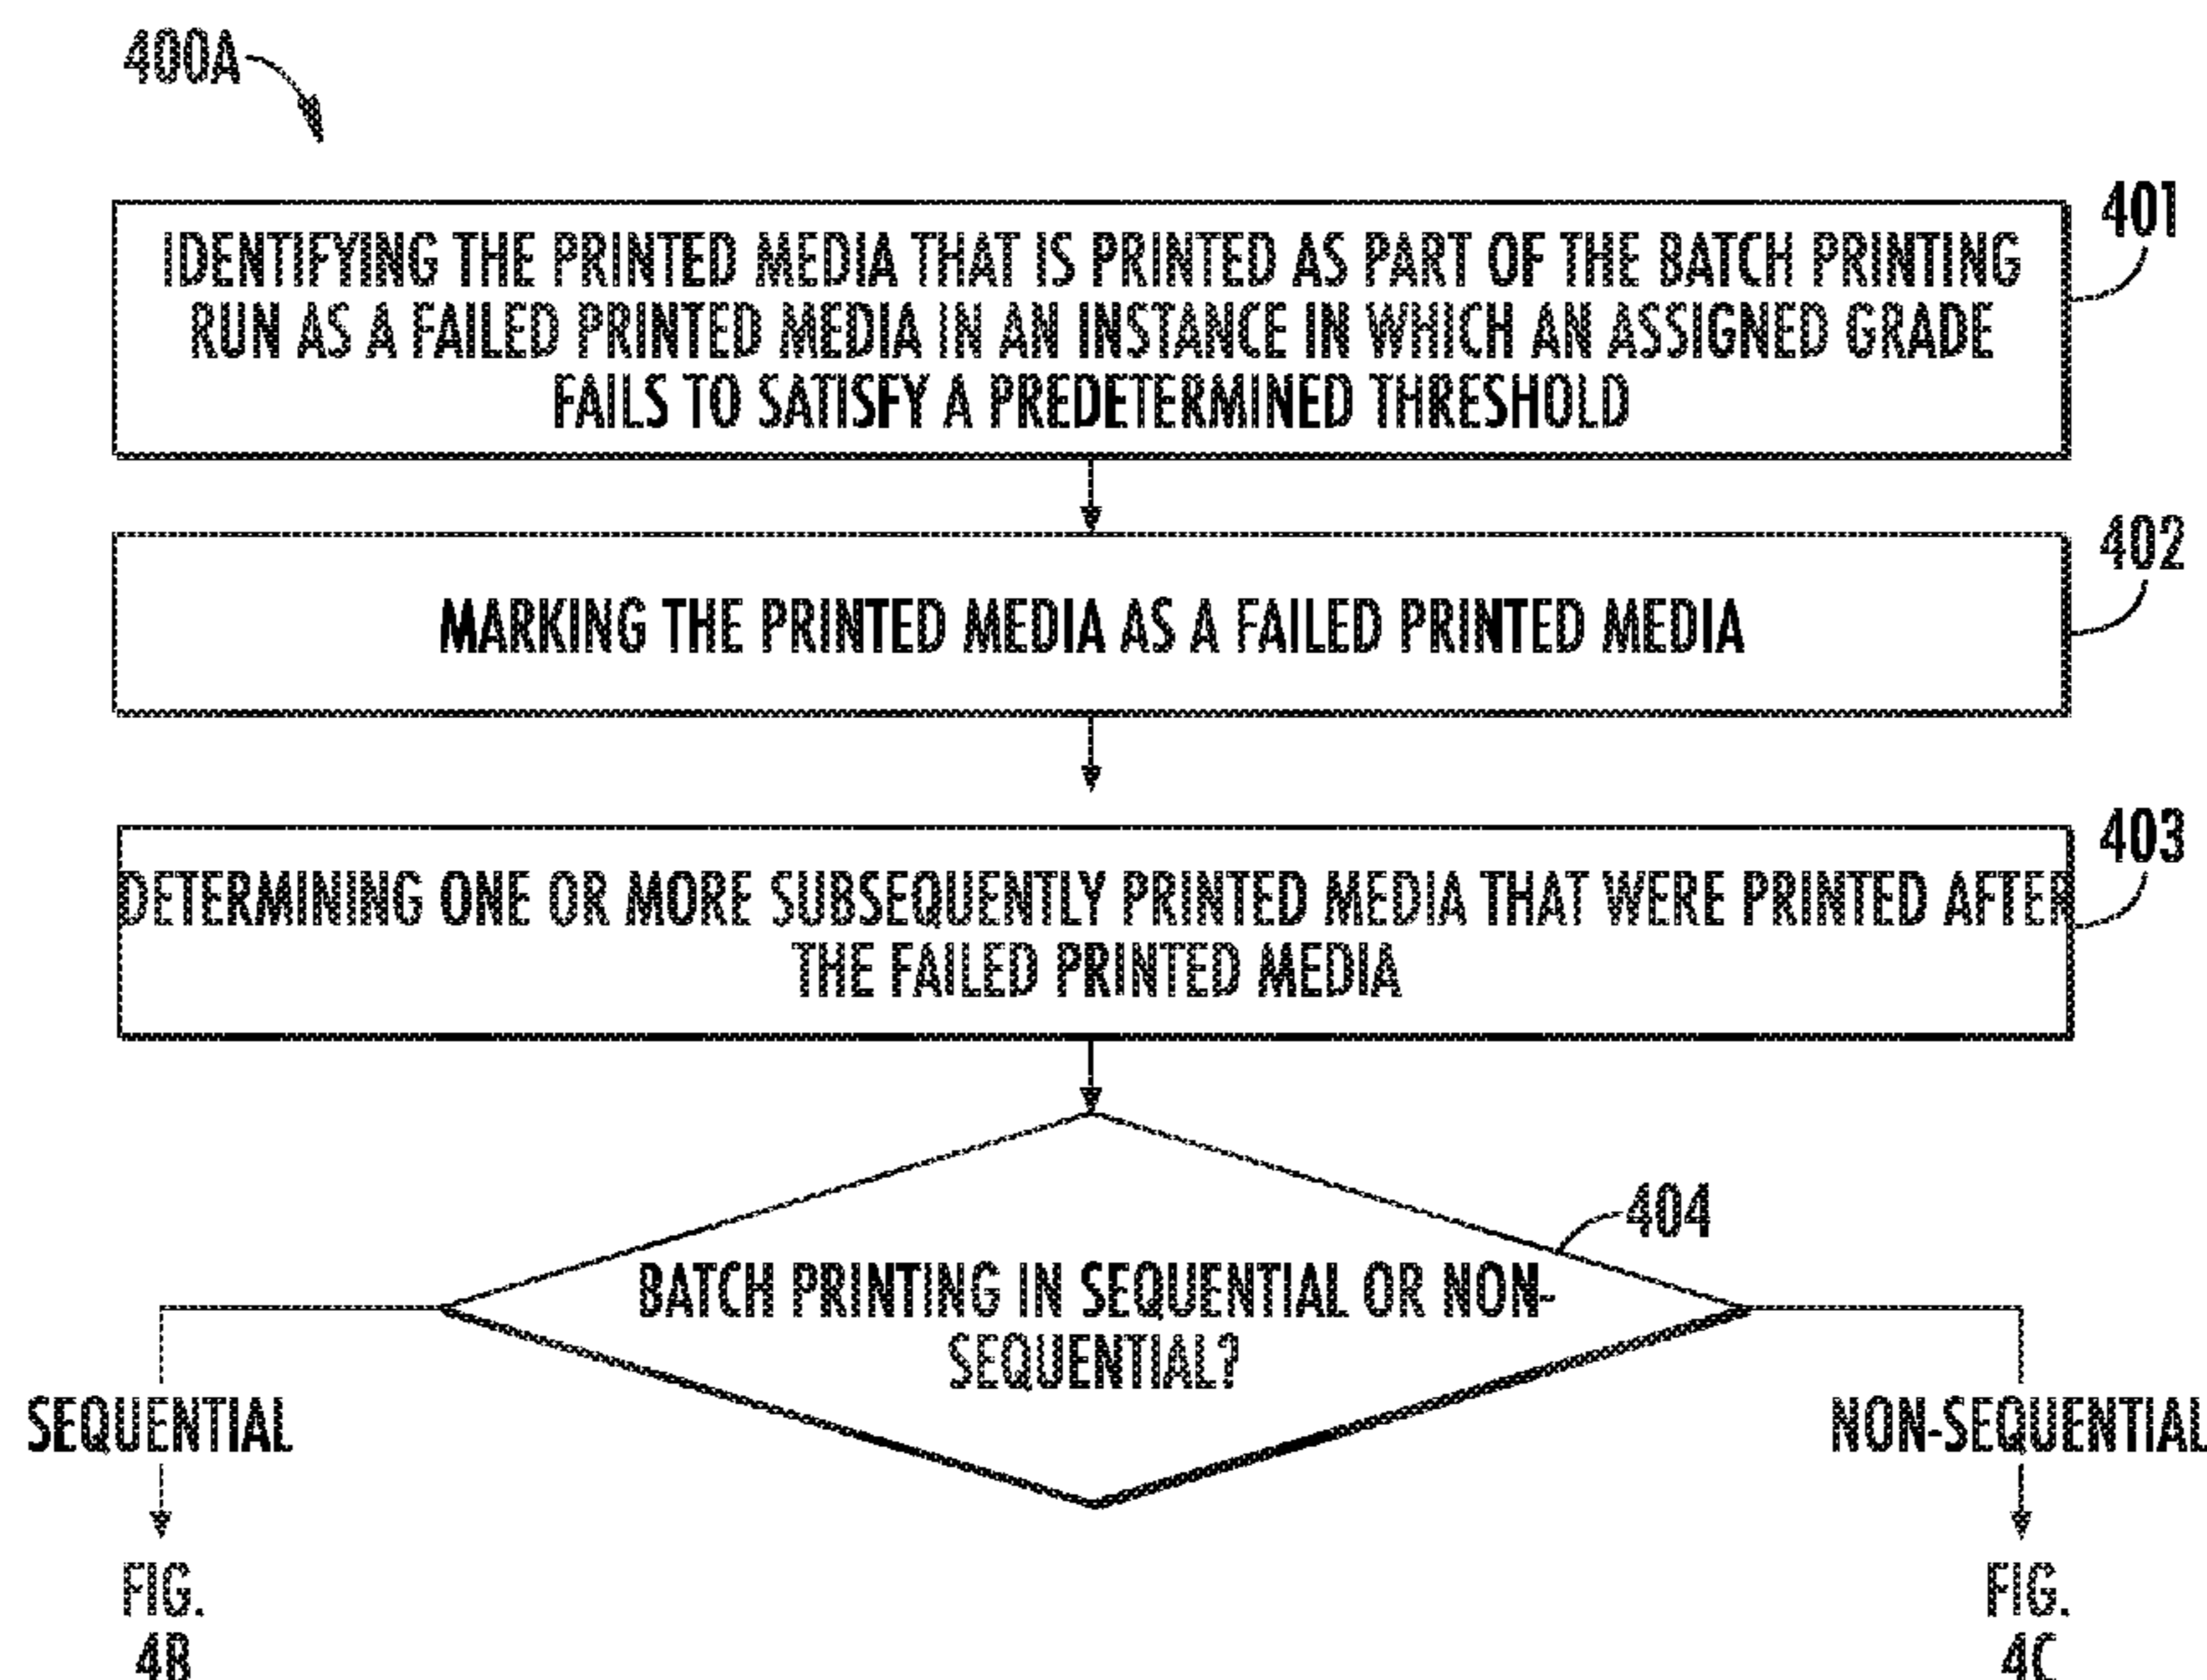 400A
401
IDENTIFYING THE PRINTED MEDIA THAT IS PRINTED AS PART OF THE BATCH PRINTING
RUN AS A FAILED PRINTED MEDIA IN AN INSTANCE IN WHICH AN ASSIGNED GRADE
FAILS TO SATISFY A PREDETERMINED THRESHOLD
402
MARKING THE PRINTED MEDIA AS A FAILED PRINTED MEDIA
403
DETERMINING ONE OR MORE SUBSEQUENTLY PRINTED MEDIA THAT WERE PRINTED AFTER
THE FAILED PRINTED MEDIA
404
BATCH PRINTING IN SEQUENTIAL OR NON-
SEQUENTIAL?
SEQUENTIAL
NON-SEQUENTIAL
FIG.
4B
FIG.
4C